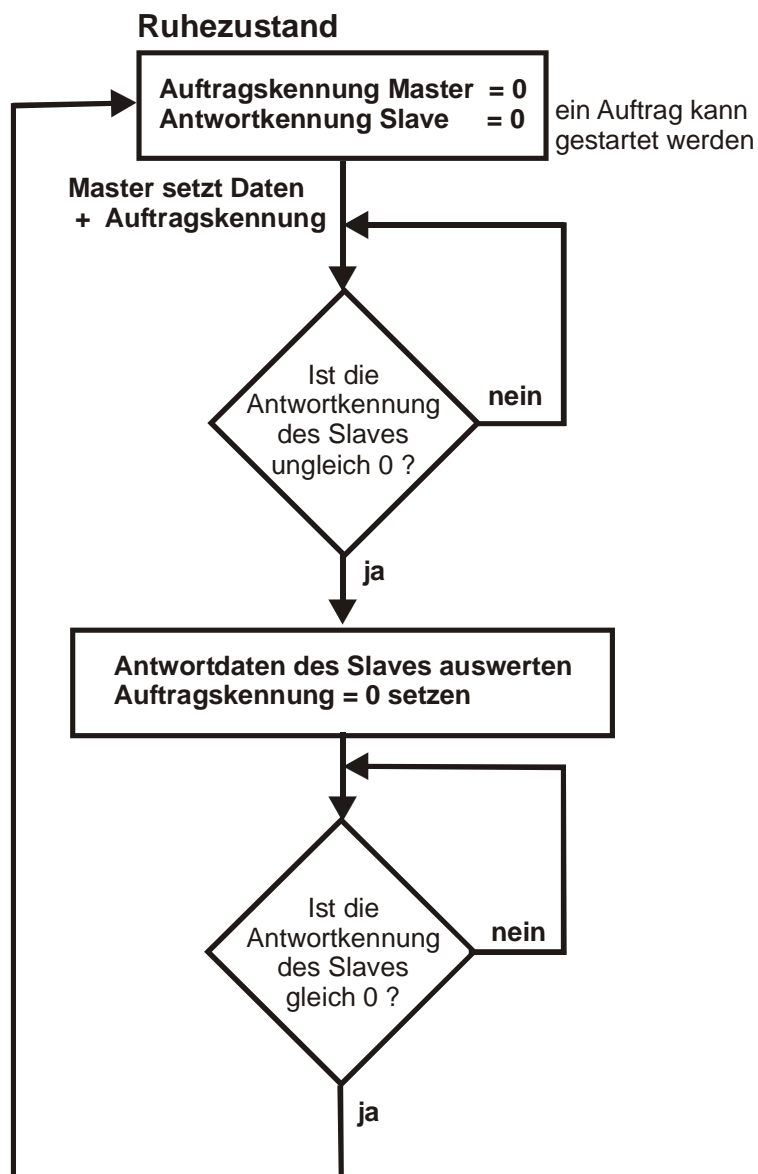 Ruhezustand
Auftragskennung Master = 0
Antwortkennung Slave = 0
ein Auftrag kann
gestartet werden
Master setzt Daten
+ Auftragskennung
Ist die
Antwortkennung
des Slaves
ungleich 0 ?
nein
ja
Antwortdaten des Slaves auswerten
Auftragskennung = 0 setzen
Ist die
Antwortkennung
des Slaves
gleich 0 ?
nein
ja